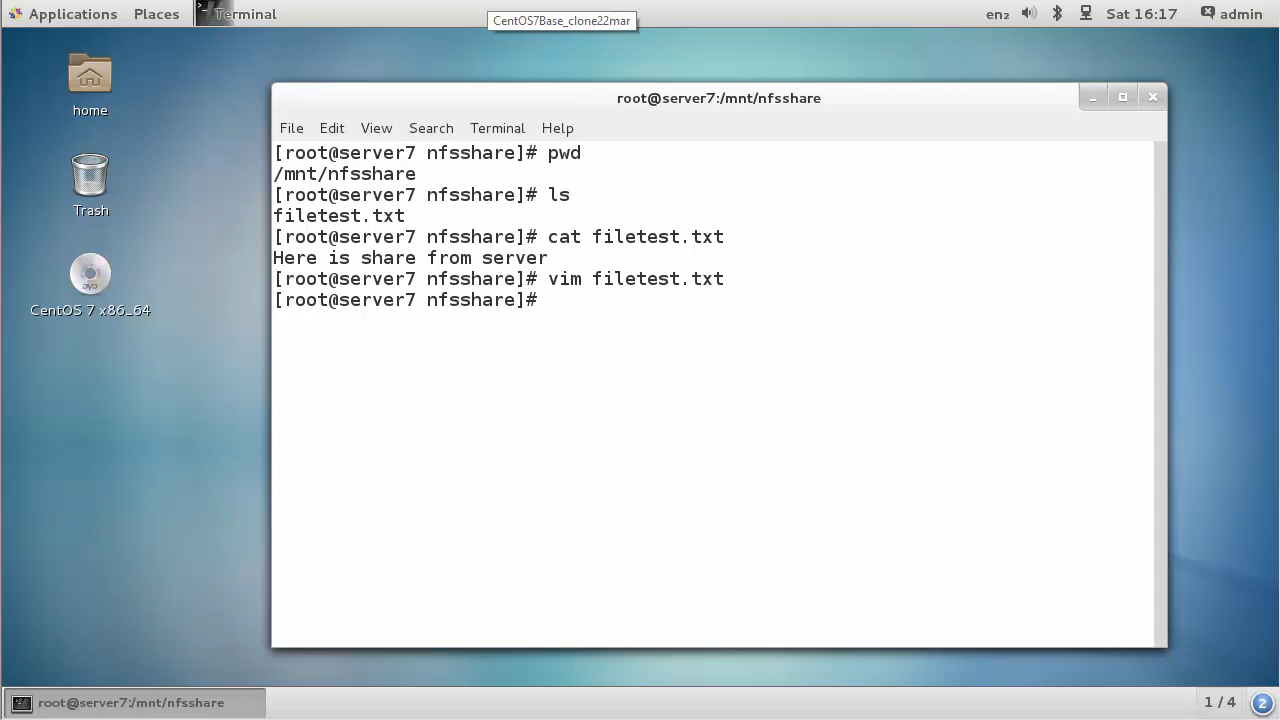 Applications Places Terminal CentOS7Base_clone22mar en₂ Sat 16:17 admin
home
Trash
CentOS 7 x86_64
root@server7:/mnt/nfsshare
File Edit View Search Terminal Help
[root@server7 nfsshare]# pwd
/mnt/nfsshare
[root@server7 nfsshare]# ls
filetest.txt
[root@server7 nfsshare]# cat filetest.txt
Here is share from server
[root@server7 nfsshare]# vim filetest.txt
[root@server7 nfsshare]#
root@server7:/mnt/nfsshare 1 / 4 2